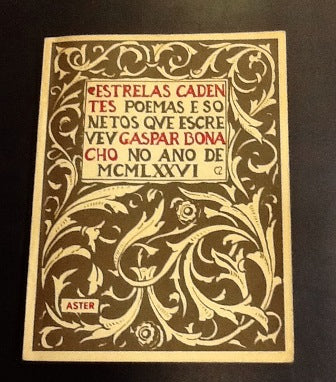 ESTRELAS CADEN
TES POEMAS E SO
NETOS QVE ESCRE
VEV GASPAR BONA
CHO NO ANO DE
MCMLXXVI
ASTER